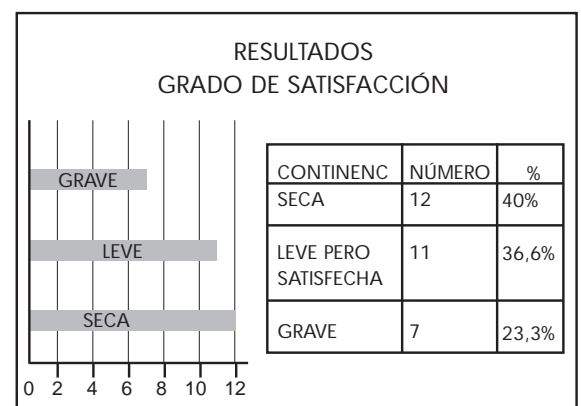 RESULTADOS
GRADO DE SATISFACCIÓN
GRAVE
LEVE
SECA
0 2 4 6 8 10 12
CONTINENC NÚMERO %
SECA 12 40%
LEVE PERO 11 36,6%
SATISFECHA
GRAVE 7 23,3%